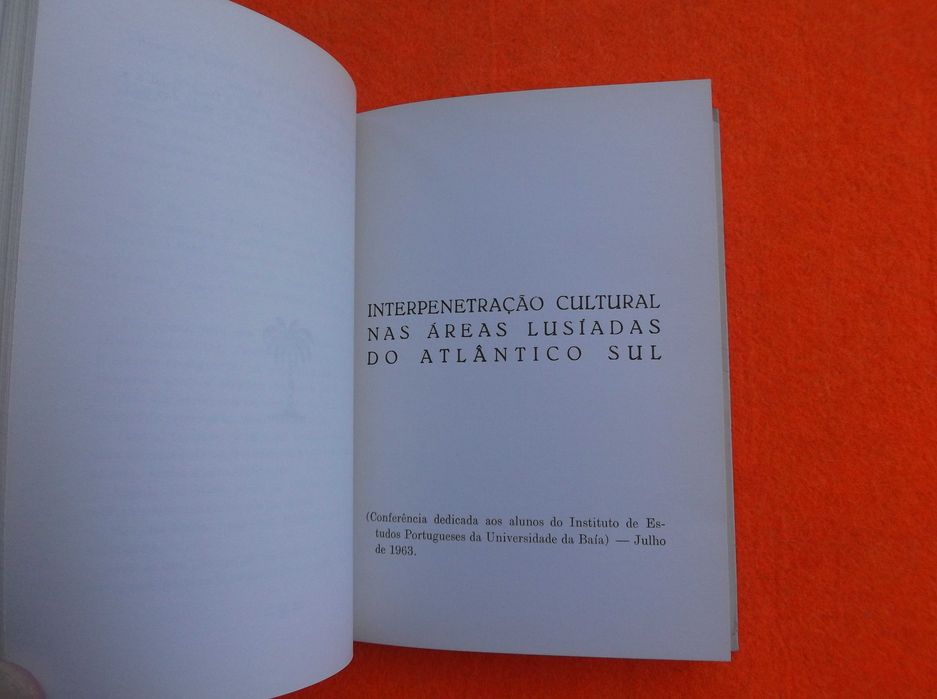 INTERPENETRAÇÃO CULTURAL
NAS ÁREAS LUSÍADAS
DO ATLÂNTICO SUL
(Conferência dedicada aos alunos do Instituto de Es-
tudos Portugueses da Universidade da Baía) — Julho
de 1963.